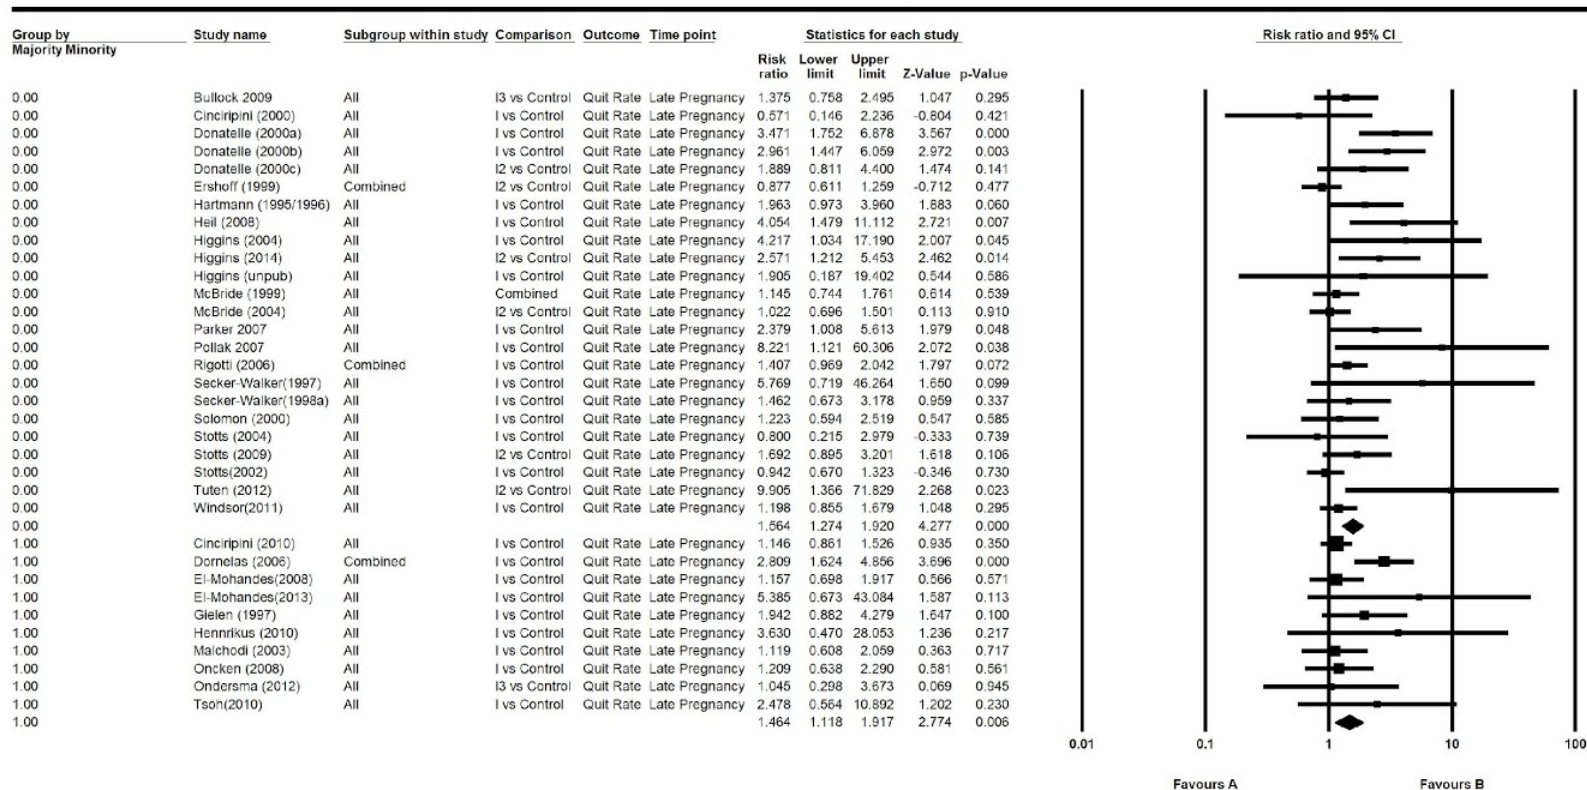 Group by Study name Subgroup within study Comparison Outcome Time point Statistics for each study Risk ratio and 95% CI
Majority Minority
Risk Lower Upper
ratio limit limit Z-Value p-Value
0.00 Bullock 2009 All I3 vs Control Quit Rate Late Pregnancy 1.375 0.758 2.495 1.047 0.295
0.00 Cinciripini (2000) All I vs Control Quit Rate Late Pregnancy 0.571 0.146 2.236 -0.804 0.421
0.00 Donatelle (2000a) All I vs Control Quit Rate Late Pregnancy 3.471 1.752 6.878 3.567 0.000
0.00 Donatelle (2000b) All I vs Control Quit Rate Late Pregnancy 2.961 1.447 6.059 2.972 0.003
0.00 Donatelle (2000c) All I2 vs Control Quit Rate Late Pregnancy 1.889 0.811 4.400 1.474 0.141
0.00 Ershoff (1999) Combined I2 vs Control Quit Rate Late Pregnancy 0.877 0.611 1.259 -0.712 0.477
0.00 Hartmann (1995/1996) All I vs Control Quit Rate Late Pregnancy 1.963 0.973 3.960 1.883 0.060
0.00 Heil (2008) All I vs Control Quit Rate Late Pregnancy 4.054 1.479 11.112 2.721 0.007
0.00 Higgins (2004) All I vs Control Quit Rate Late Pregnancy 4.217 1.034 17.190 2.007 0.045
0.00 Higgins (2014) All I2 vs Control Quit Rate Late Pregnancy 2.571 1.212 5.453 2.462 0.014
0.00 Higgins (unpub) All I vs Control Quit Rate Late Pregnancy 1.905 0.187 19.402 0.544 0.586
0.00 McBride (1999) All Combined Quit Rate Late Pregnancy 1.145 0.744 1.761 0.614 0.539
0.00 McBride (2004) All I2 vs Control Quit Rate Late Pregnancy 1.022 0.696 1.501 0.113 0.910
0.00 Parker 2007 All I vs Control Quit Rate Late Pregnancy 2.379 1.008 5.613 1.979 0.048
0.00 Pollak 2007 All I vs Control Quit Rate Late Pregnancy 8.221 1.121 60.306 2.072 0.038
0.00 Rigotti (2006) Combined I vs Control Quit Rate Late Pregnancy 1.407 0.969 2.042 1.797 0.072
0.00 Secker-Walker(1997) All I vs Control Quit Rate Late Pregnancy 5.769 0.719 46.264 1.650 0.099
0.00 Secker-Walker(1998a) All I vs Control Quit Rate Late Pregnancy 1.462 0.673 3.178 0.959 0.337
0.00 Solomon (2000) All I vs Control Quit Rate Late Pregnancy 1.223 0.594 2.519 0.547 0.585
0.00 Stotts (2004) All I vs Control Quit Rate Late Pregnancy 0.800 0.215 2.979 -0.333 0.739
0.00 Stotts (2009) All I2 vs Control Quit Rate Late Pregnancy 1.692 0.895 3.201 1.618 0.106
0.00 Stotts(2002) All I vs Control Quit Rate Late Pregnancy 0.942 0.670 1.323 -0.346 0.730
0.00 Tuten (2012) All I2 vs Control Quit Rate Late Pregnancy 9.905 1.366 71.829 2.268 0.023
0.00 Windsor(2011) All I vs Control Quit Rate Late Pregnancy 1.198 0.855 1.679 1.048 0.295
0.00 1.564 1.274 1.920 4.277 0.000
1.00 Cinciripini (2010) All I vs Control Quit Rate Late Pregnancy 1.146 0.861 1.526 0.935 0.350
1.00 Dornelas (2006) Combined I vs Control Quit Rate Late Pregnancy 2.809 1.624 4.856 3.696 0.000
1.00 El-Mohandes(2008) All I vs Control Quit Rate Late Pregnancy 1.157 0.698 1.917 0.566 0.571
1.00 El-Mohandes(2013) All I vs Control Quit Rate Late Pregnancy 5.385 0.673 43.084 1.587 0.113
1.00 Gielen (1997) All I vs Control Quit Rate Late Pregnancy 1.942 0.882 4.279 1.647 0.100
1.00 Hennrikus (2010) All I vs Control Quit Rate Late Pregnancy 3.630 0.470 28.053 1.236 0.217
1.00 Malchodi (2003) All I vs Control Quit Rate Late Pregnancy 1.119 0.608 2.059 0.363 0.717
1.00 Oncken (2008) All I vs Control Quit Rate Late Pregnancy 1.209 0.638 2.290 0.581 0.561
1.00 Ondersma (2012) All I3 vs Control Quit Rate Late Pregnancy 1.045 0.298 3.673 0.069 0.945
1.00 Tsoh(2010) All I vs Control Quit Rate Late Pregnancy 2.478 0.564 10.892 1.202 0.230
1.00 1.464 1.118 1.917 2.774 0.006
0.01 0.1 1 10 100
Favours A Favours B